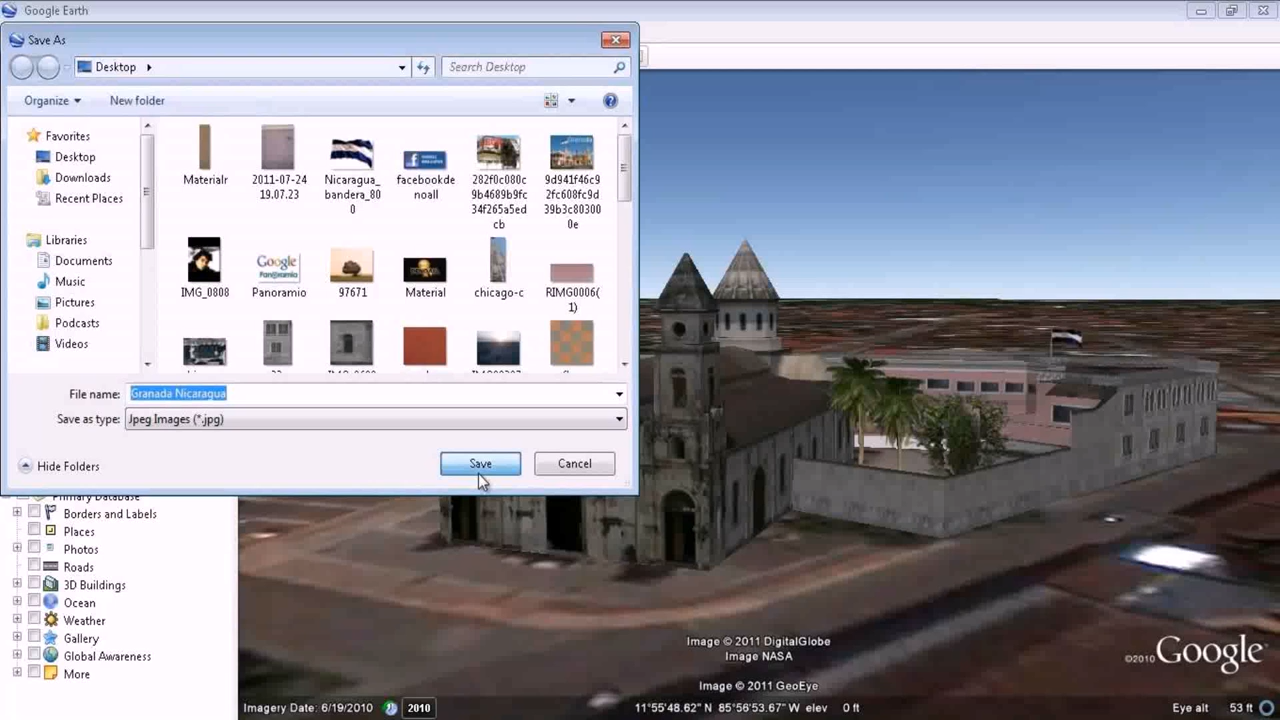 Google Earth
Save As
Desktop
Search Desktop
Organize
New folder
Favorites
Desktop
Downloads
Recent Places
Libraries
Documents
Music
Pictures
Podcasts
Videos
Materialr
2011-07-24
19.07.23
Nicaragua_
bandera_80
0
facebookde
noall
282f0c080c
9b4689b9fc
34f265a5ed
cb
9d941f46c9
2fc608fc9d
39b3c80300
0e
IMG_0808
Google
Panoramio
Panoramio
97671
Material
chicago-c
RIMG0006(
1)
File name:
Granada Nicaragua
Save as type:
Jpeg Images (*.jpg)
Hide Folders
Save
Cancel
Primary Database
Borders and Labels
Places
Photos
Roads
3D Buildings
Ocean
Weather
Gallery
Global Awareness
More
Image © 2011 DigitalGlobe
Image NASA
Image © 2011 GeoEye
©2010 Google
Imagery Date: 6/19/2010
2010
11°55'48.62" N 85°56'53.67" W elev 0 ft
Eye alt 53 ft